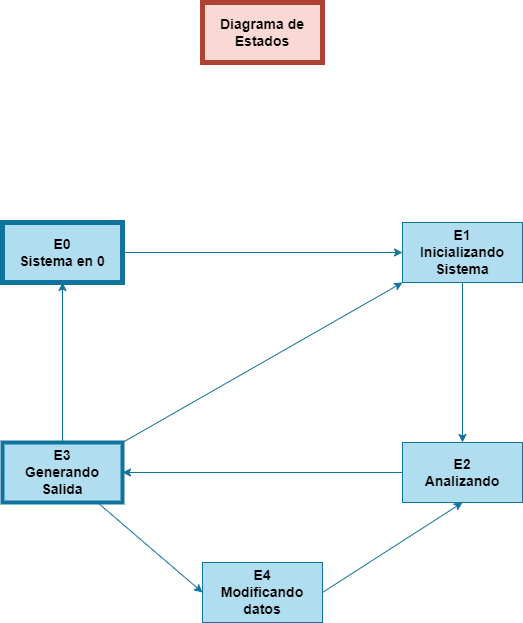 Diagrama de
Estados
E0
Sistema en 0
E1
Inicializando
Sistema
E3
Generando
Salida
E2
Analizando
E4
Modificando
datos